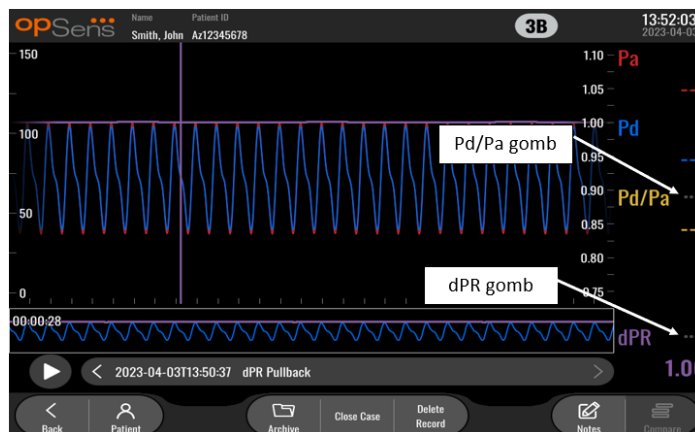 opSens
Name
Patient ID
Smith, John
Az12345678
3B
13:52:03
2023-04-03
150
100
50
0
1.10
1.05
1.00
0.95
0.90
0.85
0.80
0.75
Pa
--
Pd
--
Pd/Pa
--
Pd/Pa gomb
dPR gomb
00:00:28
dPR
1.0
2023-04-03T13:50:37 dPR Pullback
Back
Patient
Archive
Close Case
Delete
Record
Notes
Compare